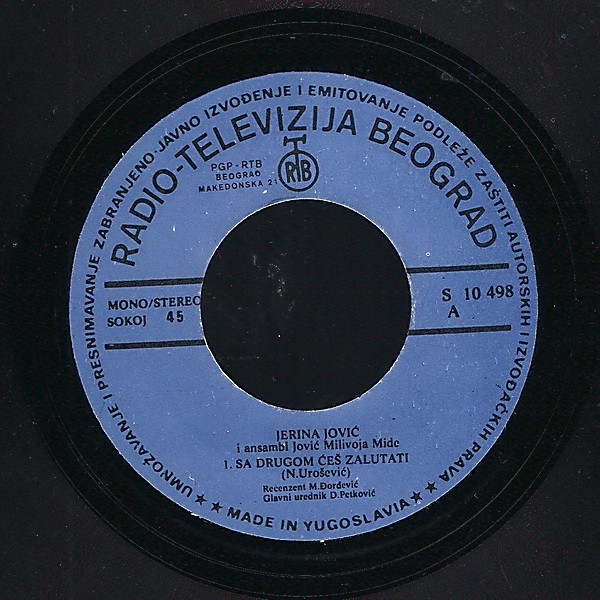 UMNOŽAVANJE I PRESNIMAVANJE ZABRANJENO·JAVNO IZVOĐENJE I EMITOVANJE PODLEŽE ZAŠTITI AUTORSKIH I IZVOĐAČKIH PRAVA
RADIO-TELEVIZIJA BEOGRAD
PGP-RTB
BEOGRAD
MAKEDONSKA 21
RTB
MONO/STEREO
SOKOJ 45
S 10 498
A
JERINA JOVIĆ
i ansambl Jović Milivoja Miđe
1. SA DRUGOM ĆEŠ ZALUTATI
(N.Urošević)
Recenzent M.Đorđević
Glavni urednik D.Petković
★★ MADE IN YUGOSLAVIA ★★